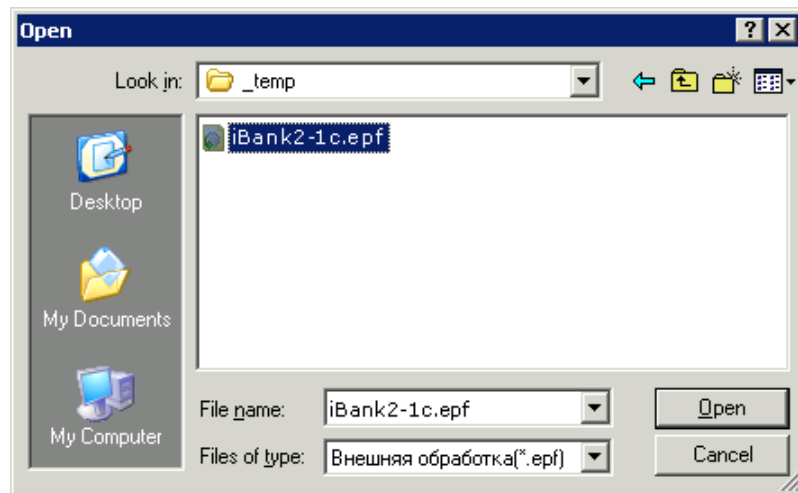 Open
Look in:
_temp
iBank2-1c.epf
Desktop
My Documents
My Computer
File name:
iBank2-1c.epf
Open
Files of type:
Внешняя обработка(*.epf)
Cancel